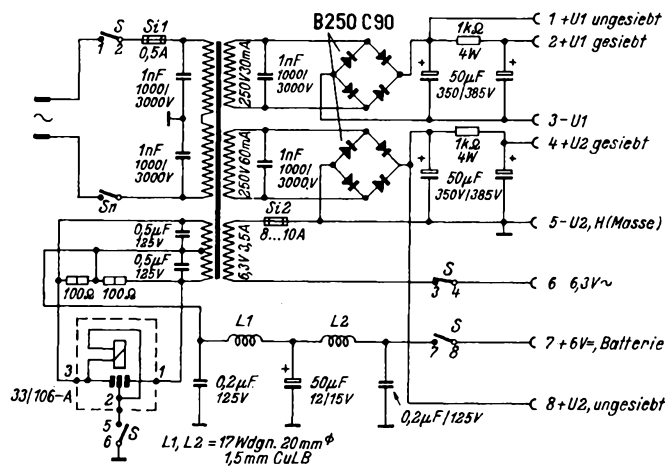 B250 C90
S
1 2
Si1
0,5A
1nF
1000/
3000V
250V 30mA
1nF
1000/
3000V
1kΩ
4W
+
50µF
350/385V
+
1 +U1 ungesiebt
2 +U1 gesiebt
3 -U1
~
1nF
1000/
3000V
250V 60mA
1nF
1000/
3000V
+
1kΩ
4W
+
50µF
350V/385V
4 +U2 gesiebt
Sn
0,5µF
125V
0,5µF
125V
6,3V 3,5A
Si2
8...10A
5 -U2, H(Masse)
100Ω 100Ω
S
3 4
6 6,3V~
L1
L2
S
7 8
7 +6V=, Batterie
3
1
33/106-A
2
5
6
S
0,2µF
125V
+
50µF
12/15V
0,2µF/125V
8 +U2, ungesiebt
L1, L2 = 17 Wdgn. 20mmᶲ
1,5mm CuLB